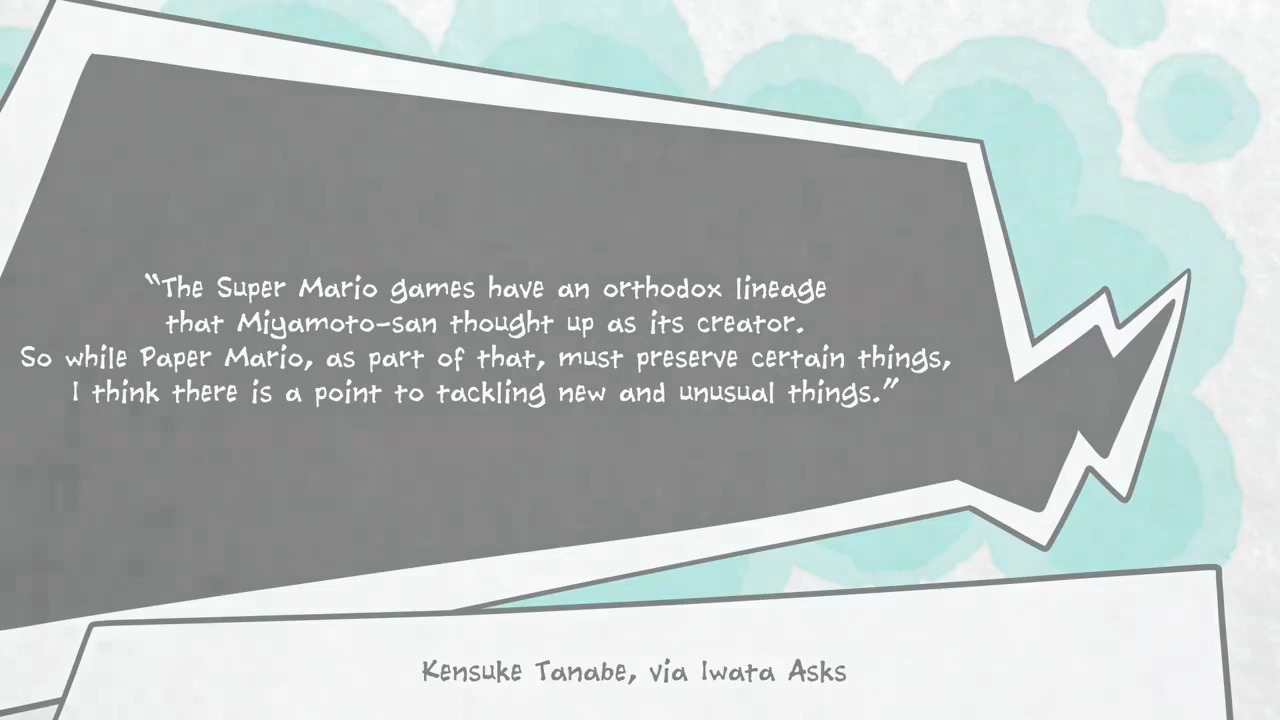 “The Super Mario games have an orthodox lineage
that Miyamoto-san thought up as its creator.
So while Paper Mario, as part of that, must preserve certain things,
I think there is a point to tackling new and unusual things.”
Kensuke Tanabe, via Iwata Asks